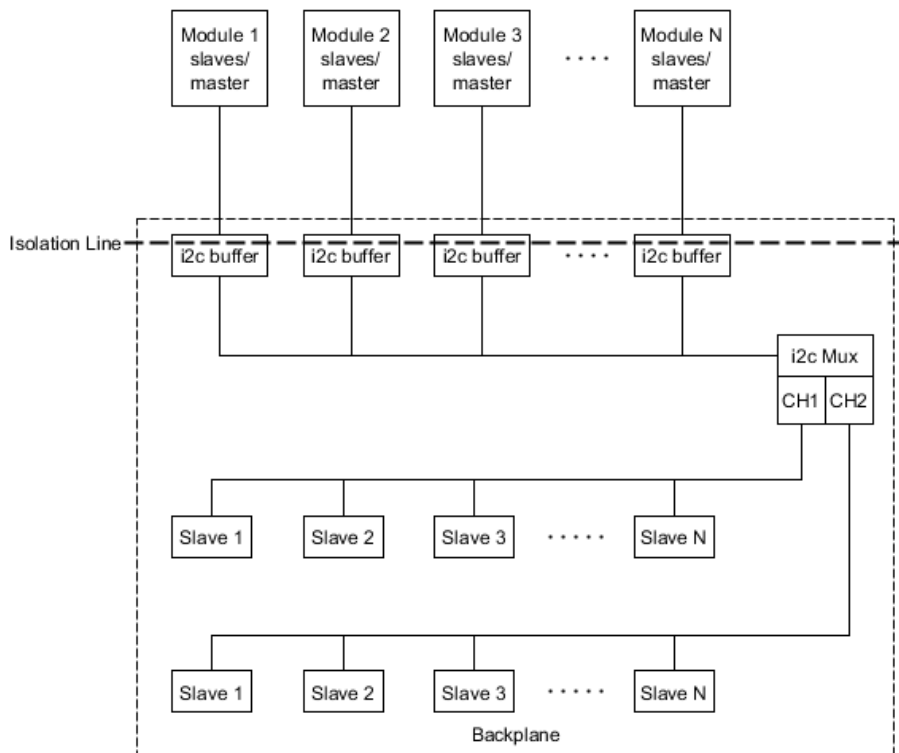 Module 1
slaves/
master
Module 2
slaves/
master
Module 3
slaves/
master
Module N
slaves/
master
Isolation Line
i2c buffer
i2c buffer
i2c buffer
i2c buffer
i2c Mux
CH1
CH2
Slave 1
Slave 2
Slave 3
Slave N
Slave 1
Slave 2
Slave 3
Slave N
Backplane